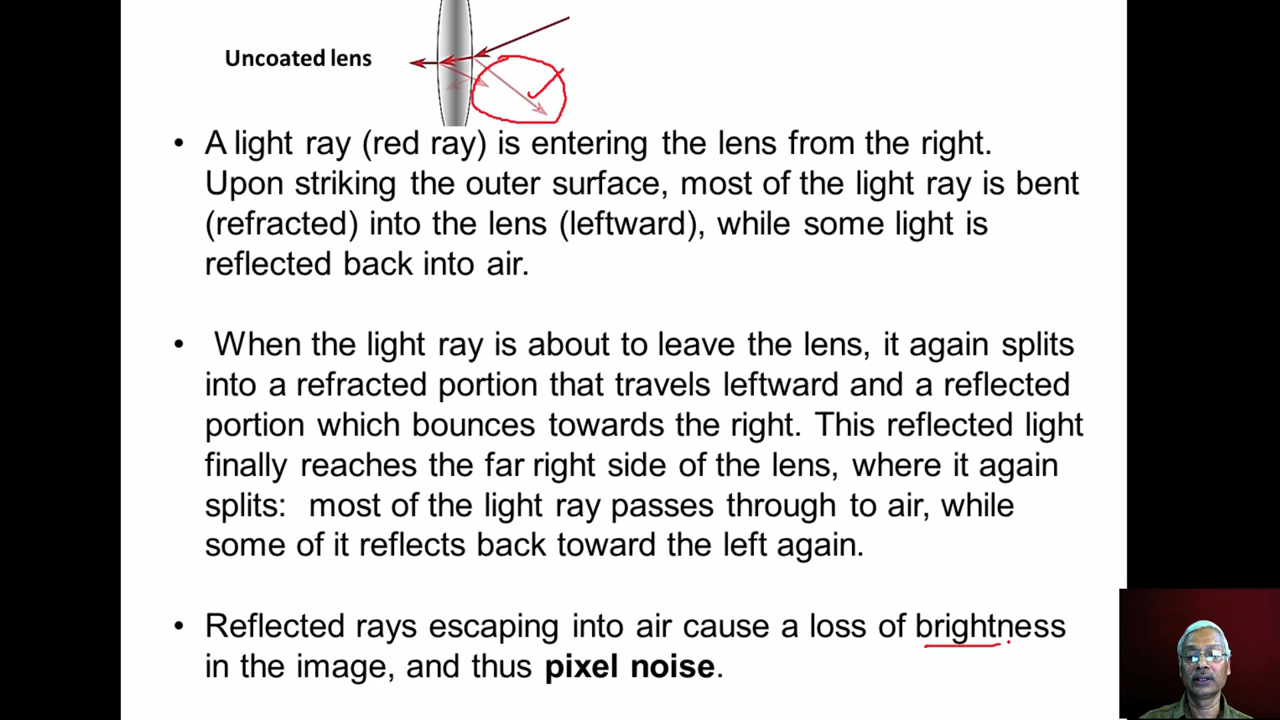 Uncoated lens
• A light ray (red ray) is entering the lens from the right.
Upon striking the outer surface, most of the light ray is bent
(refracted) into the lens (leftward), while some light is
reflected back into air.
• When the light ray is about to leave the lens, it again splits
into a refracted portion that travels leftward and a reflected
portion which bounces towards the right. This reflected light
finally reaches the far right side of the lens, where it again
splits: most of the light ray passes through to air, while
some of it reflects back toward the left again.
• Reflected rays escaping into air cause a loss of brightness
in the image, and thus pixel noise.